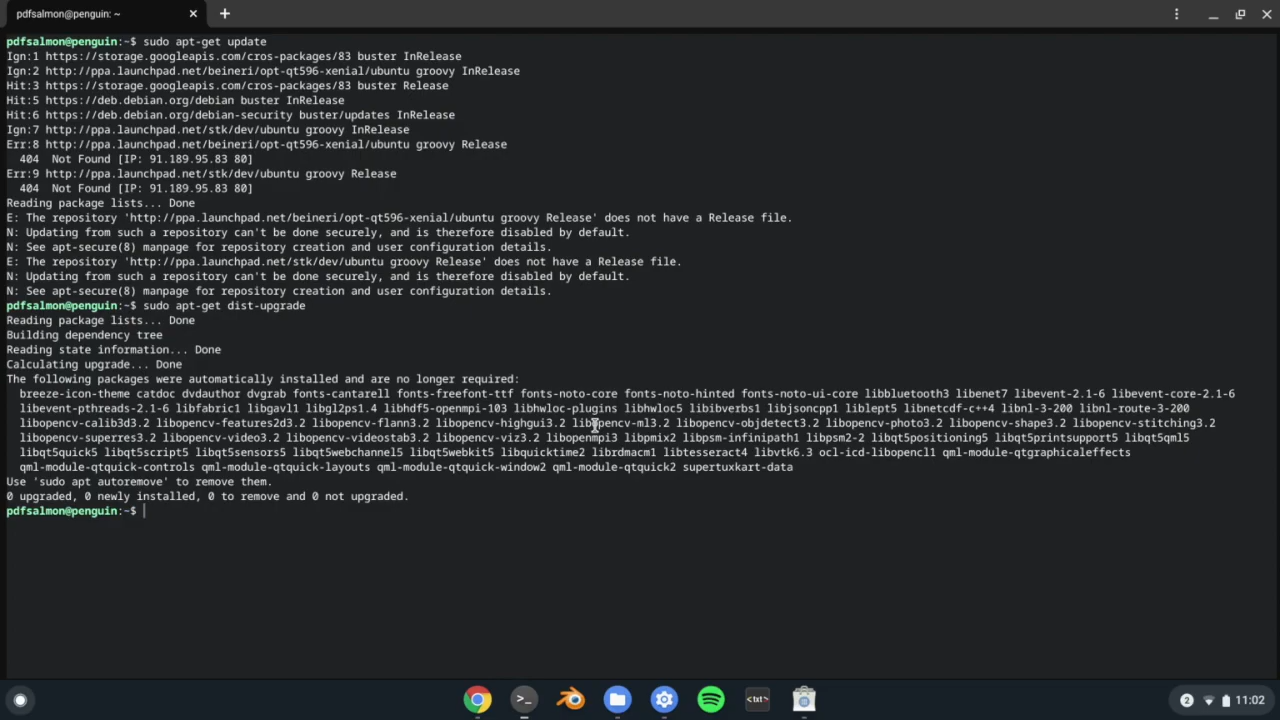 pdfsalmon@penguin: ~
pdfsalmon@penguin:~$ sudo apt-get update
Ign:1 https://storage.googleapis.com/cros-packages/83 buster InRelease
Ign:2 http://ppa.launchpad.net/beineri/opt-qt596-xenial/ubuntu groovy InRelease
Hit:3 https://storage.googleapis.com/cros-packages/83 buster Release
Hit:5 https://deb.debian.org/debian buster InRelease
Hit:6 https://deb.debian.org/debian-security buster/updates InRelease
Ign:7 http://ppa.launchpad.net/stk/dev/ubuntu groovy InRelease
Err:8 http://ppa.launchpad.net/beineri/opt-qt596-xenial/ubuntu groovy Release
404  Not Found [IP: 91.189.95.83 80]
Err:9 http://ppa.launchpad.net/stk/dev/ubuntu groovy Release
404  Not Found [IP: 91.189.95.83 80]
Reading package lists... Done
E: The repository 'http://ppa.launchpad.net/beineri/opt-qt596-xenial/ubuntu groovy Release' does not have a Release file.
N: Updating from such a repository can't be done securely, and is therefore disabled by default.
N: See apt-secure(8) manpage for repository creation and user configuration details.
E: The repository 'http://ppa.launchpad.net/stk/dev/ubuntu groovy Release' does not have a Release file.
N: Updating from such a repository can't be done securely, and is therefore disabled by default.
N: See apt-secure(8) manpage for repository creation and user configuration details.
pdfsalmon@penguin:~$ sudo apt-get dist-upgrade
Reading package lists... Done
Building dependency tree
Reading state information... Done
Calculating upgrade... Done
The following packages were automatically installed and are no longer required:
breeze-icon-theme catdoc dvdauthor dvgrab fonts-cantarell fonts-freefont-ttf fonts-noto-core fonts-noto-hinted fonts-noto-ui-core libbluetooth3 libenet7 libevent-2.1-6 libevent-core-2.1-6
libevent-pthreads-2.1-6 libfabric1 libgavl1 libgl2ps1.4 libhdf5-openmpi-103 libhwloc-plugins libhwloc5 libibverbs1 libjsoncpp1 liblept5 libnetcdf-c++4 libnl-3-200 libnl-route-3-200
libopencv-calib3d3.2 libopencv-features2d3.2 libopencv-flann3.2 libopencv-highgui3.2 libopencv-ml3.2 libopencv-objdetect3.2 libopencv-photo3.2 libopencv-shape3.2 libopencv-stitching3.2
libopencv-superres3.2 libopencv-video3.2 libopencv-videostab3.2 libopencv-viz3.2 libopenmpi3 libpmix2 libpsm-infinipath1 libpsm2-2 libqt5positioning5 libqt5printsupport5 libqt5qml5
libqt5quick5 libqt5script5 libqt5sensors5 libqt5webchannel5 libqt5webkit5 libquicktime2 librdmacm1 libtesseract4 libvtk6.3 ocl-icd-libopencl1 qml-module-qtgraphicaleffects
qml-module-qtquick-controls qml-module-qtquick-layouts qml-module-qtquick-window2 qml-module-qtquick2 supertuxkart-data
Use 'sudo apt autoremove' to remove them.
0 upgraded, 0 newly installed, 0 to remove and 0 not upgraded.
pdfsalmon@penguin:~$
>_ <txt> 2 11:02